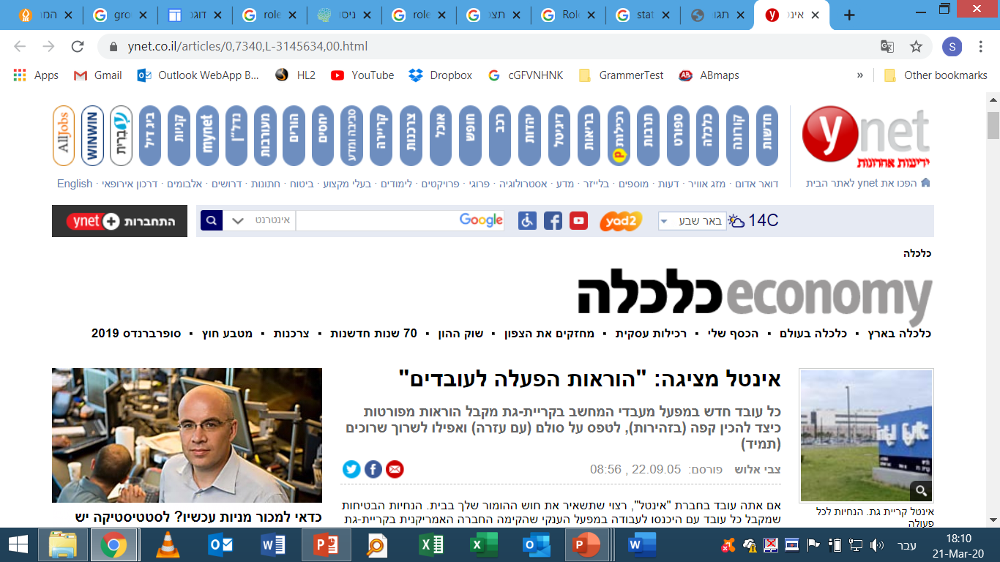 המו
gro
דוגכ
role
ניסו
role
תצפ
Role
stat
תגו
אינט
ynet.co.il/articles/0,7340,L-3145634,00.html
S
Apps Gmail Outlook WebApp B... HL2 YouTube Dropbox cGFVNHNK GrammerTest ABmaps » Other bookmarks
חדשות
קורונה
כלכלה
ספורט
תרבות
רכילות
בריאות
דיגיטל
יהדות
רכב
חופש
אוכל
צרכנות
קריירה
סביבה ומדע
יחסים
הורים
מעורבות
נדל"ן
mynet
קניות
ביג דיל
עברית
WINWIN
AllJobs
ynet
ידיעות אחרונות
הפכו את ynet לאתר הבית
דואר אדום · מזג אוויר · דעות · מוספים · בלייזר · מדע · אסטרולוגיה · פרוגי · פרויקטים · לימודים · בעלי מקצוע · ביטוח · חתונות · דרושים · אלבומים · דרכון אירופאי · English
14C באר שבע yad2 Google אינטרנט
התחברות ynet+
כלכלה
כלכלה economy
כלכלה בארץ ▪ כלכלה בעולם ▪ הכסף שלי ▪ רכילות עסקית ▪ מחזקים את הצפון ▪ שוק ההון ▪ 70 שנות חדשנות ▪ צרכנות ▪ מטבע חוץ ▪ סופרברנדס 2019
אינטל מציגה: "הוראות הפעלה לעובדים"
כל עובד חדש במפעל מעבדי המחשב בקריית-גת מקבל הוראות מפורטות
כיצד להכין קפה (בזהירות), לטפס על סולם (עם עזרה) ואפילו לשרוך שרוכים
(תמיד)
צבי אלוש פורסם: 22.09.05 , 08:56
אם אתה עובד בחברת "אינטל", רצוי שתשאיר את חוש ההומור שלך בבית. הנחיות הבטיחות
שמקבל כל עובד עם היכנסו לעבודה במפעל הענקי שהקימה החברה האמריקנית בקריית-גת
אינטל קריית גת. הנחיות לכל
פעולה
כדאי למכור מניות עכשיו? לסטטיסטיקה יש
עבר
18:10
21-Mar-20